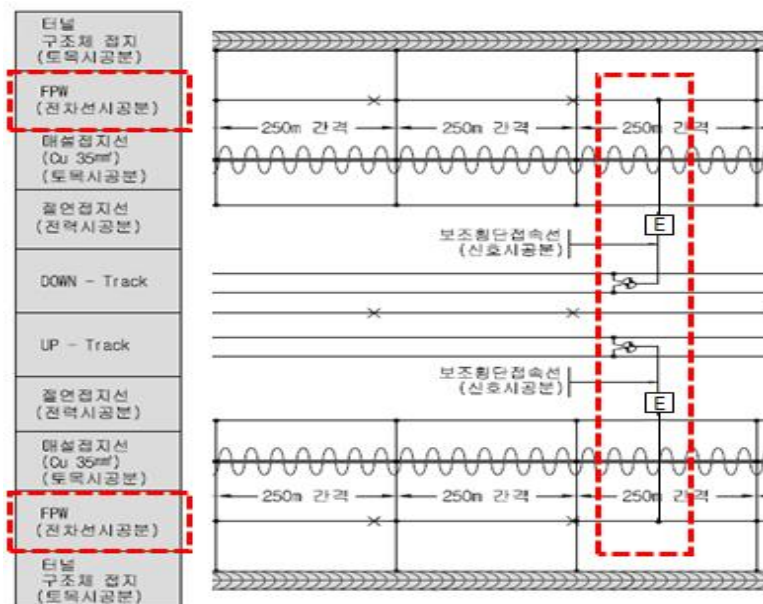 터널
구조체 접지
(토목시공분)
FPW
(전차선시공분)
매설접지선
(Cu 35㎟)
(토목시공분)
절연접지선
(전력시공분)
DOWN - Track
UP - Track
절연접지선
(전력시공분)
매설접지선
(Cu 35㎟)
(토목시공분)
FPW
(전차선시공분)
터널
구조체 접지
(토목시공분)
250m 간격
250m 간격
250m 간격
E
보조횡단접속선
(신호시공분)
보조횡단접속선
(신호시공분)
E
250m 간격
250m 간격
250m 간격